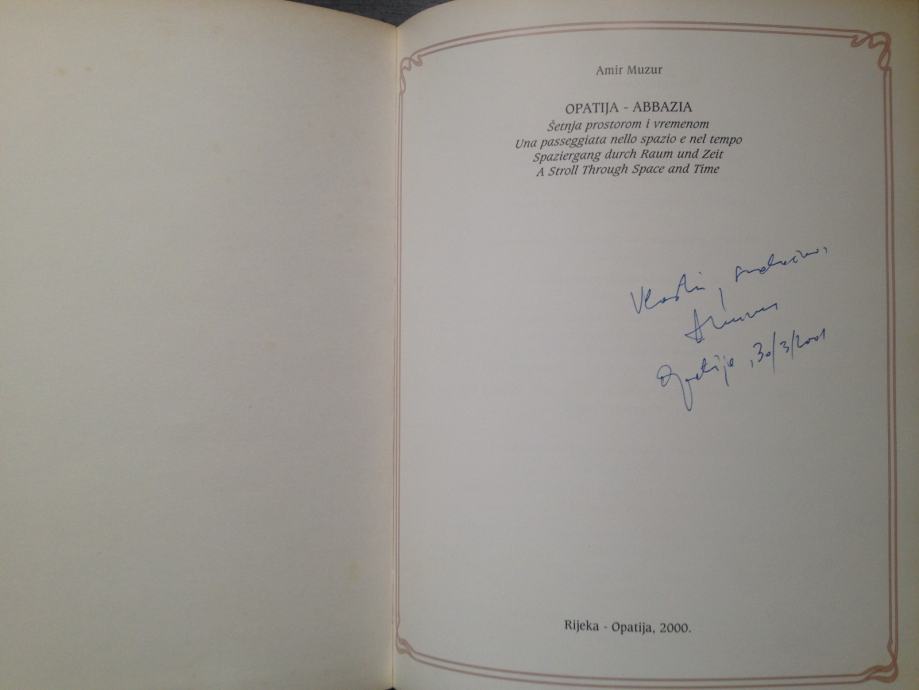 Amir Muzur
OPATIJA - ABBAZIA
Šetnja prostorom i vremenom
Una passeggiata nello spazio e nel tempo
Spaziergang durch Raum und Zeit
A Stroll Through Space and Time
Opatija, 30/3/2001
Rijeka - Opatija, 2000.